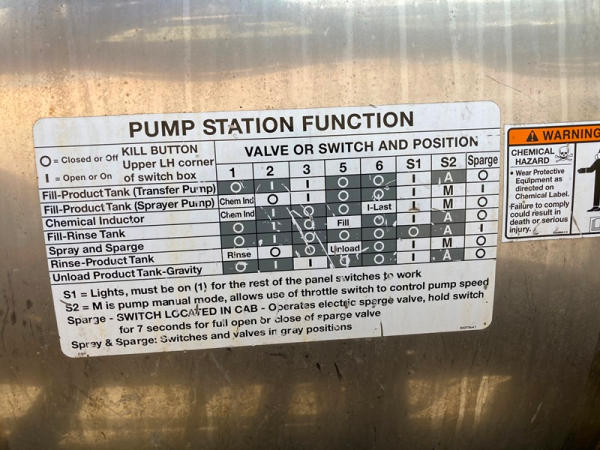 PUMP STATION FUNCTION
O = Closed or Off KILL BUTTON
I = Open or On Upper LH corner of switch box
VALVE OR SWITCH AND POSITION
1 2 3 5 6 S1 S2 Sparge
Fill-Product Tank (Transfer Pump)
Fill-Product Tank (Sprayer Pump)
Chemical Inductor
Fill-Rinse Tank
Spray and Sparge
Rinse-Product Tank
Unload Product Tank-Gravity
Chem Ind
Chem Ind
I-Last
Fill
Rinse
Unload
S1 = Lights, must be on (1) for the rest of the panel switches to work
S2 = M is pump manual mode, allows use of throttle switch to control pump speed
Sparge - SWITCH LOCATED IN CAB - Operates electric sparge valve, hold switch
for 7 seconds for full open or close of sparge valve
Spray & Sparge: Switches and valves in gray positions
WARNING
CHEMICAL
HAZARD
• Wear Protective
Equipment as
directed on
Chemical Label.
Failure to comply
could result in
death or serious
injury.